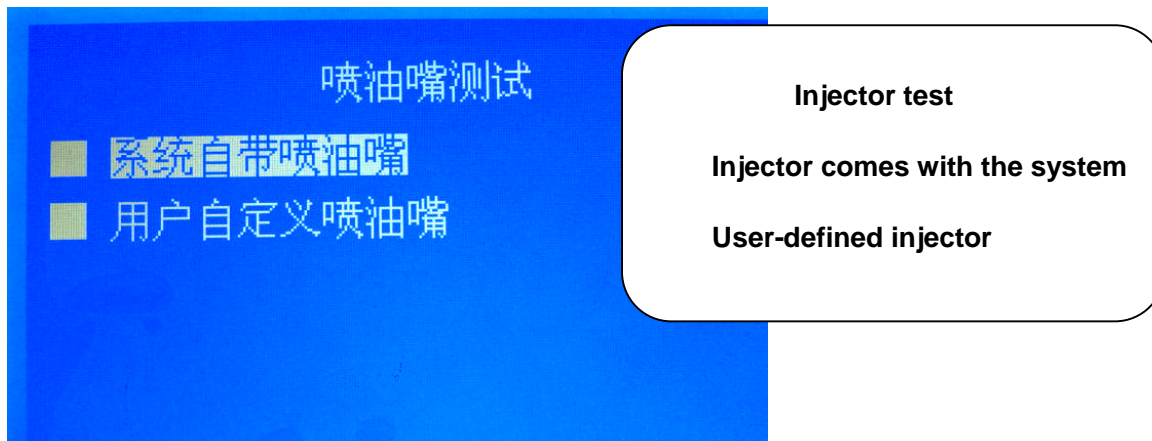 喷油嘴测试
系统自带喷油嘴
用户自定义喷油嘴
Injector test
Injector comes with the system
User-defined injector